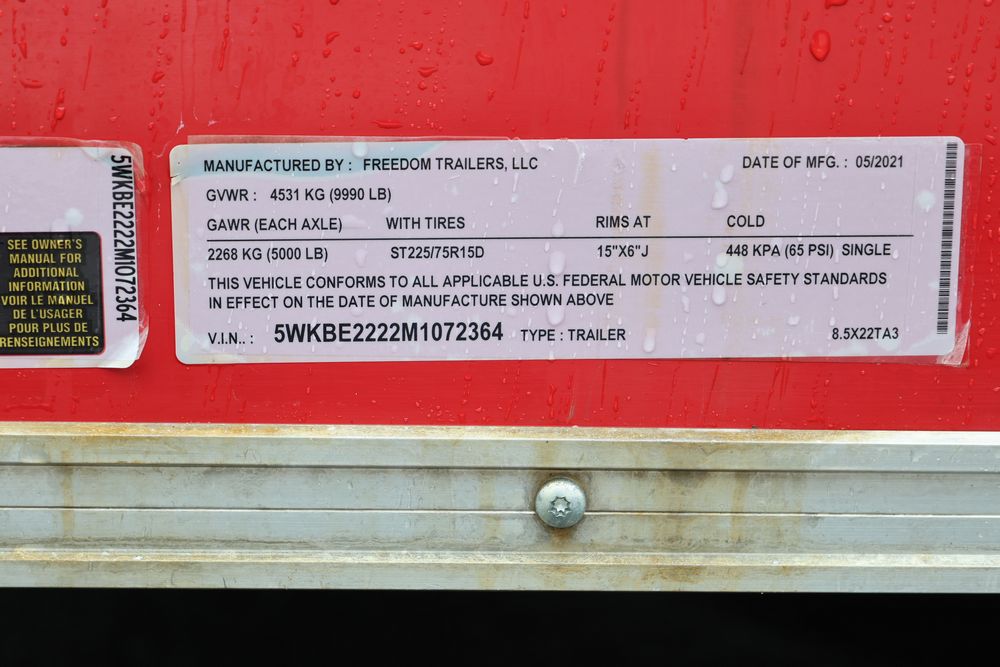 5WKBE2222M1072364
SEE OWNER'S
MANUAL FOR
ADDITIONAL
INFORMATION
VOIR LE MANUEL
DE L'USAGER
POUR PLUS DE
RENSEIGNEMENTS
MANUFACTURED BY : FREEDOM TRAILERS, LLC DATE OF MFG. : 05/2021
GVWR : 4531 KG (9990 LB)
GAWR (EACH AXLE) WITH TIRES RIMS AT COLD
2268 KG (5000 LB) ST225/75R15D 15"X6"J 448 KPA (65 PSI) SINGLE
THIS VEHICLE CONFORMS TO ALL APPLICABLE U.S. FEDERAL MOTOR VEHICLE SAFETY STANDARDS
IN EFFECT ON THE DATE OF MANUFACTURE SHOWN ABOVE
V.I.N.. : 5WKBE2222M1072364 TYPE : TRAILER 8.5X22TA3